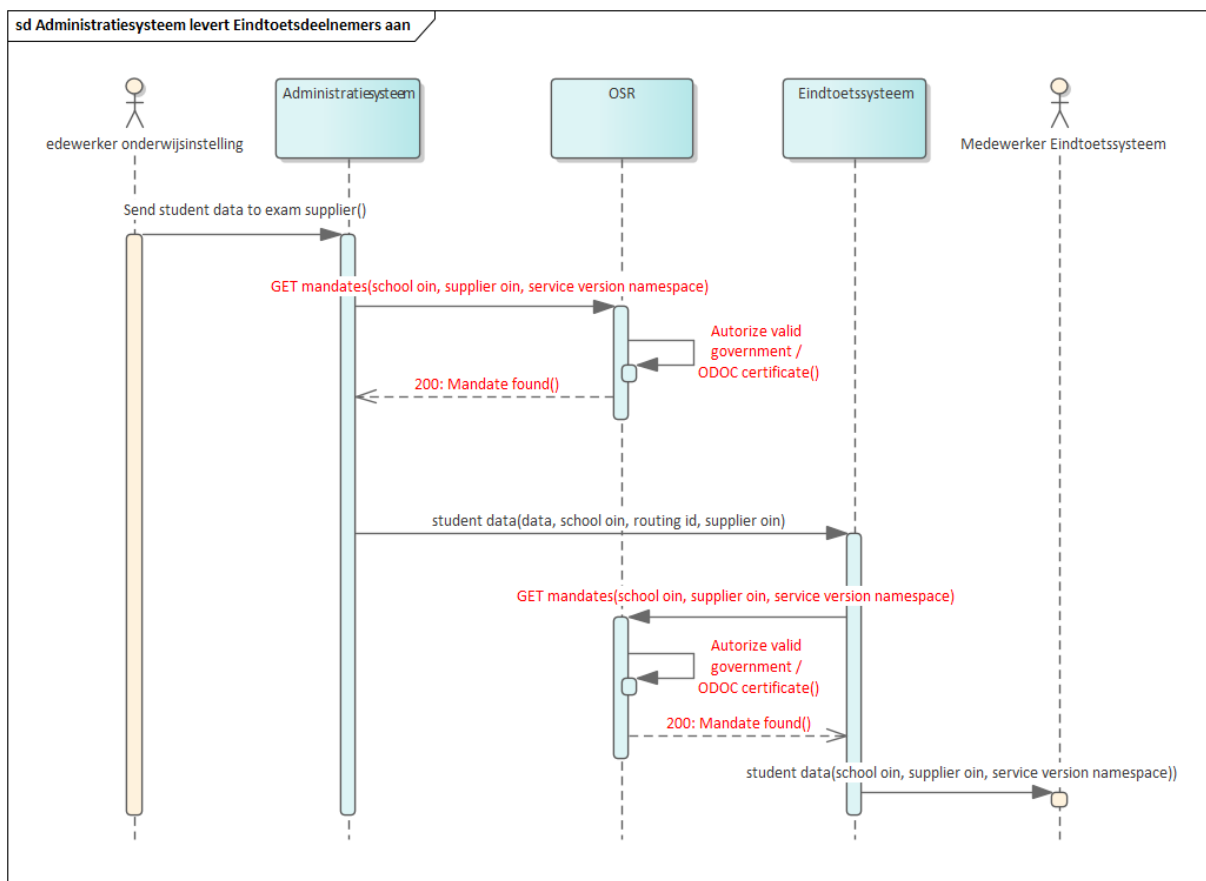 sd Administratiesysteem levert Eindtoetsdeelnemers aan
Administratiesysteem
OSR
Eindtoetssysteem
edewerker onderwijsinstelling
Medewerker Eindtoetssysteem
Send student data to exam supplier()
GET mandates(school oin, supplier oin, service version namespace)
Autorize valid
government /
ODOC certificate()
200: Mandate found()
student data(data, school oin, routing id, supplier oin)
GET mandates(school oin, supplier oin, service version namespace)
Autorize valid
government /
ODOC certificate()
200: Mandate found()
student data(school oin, supplier oin, service version namespace))